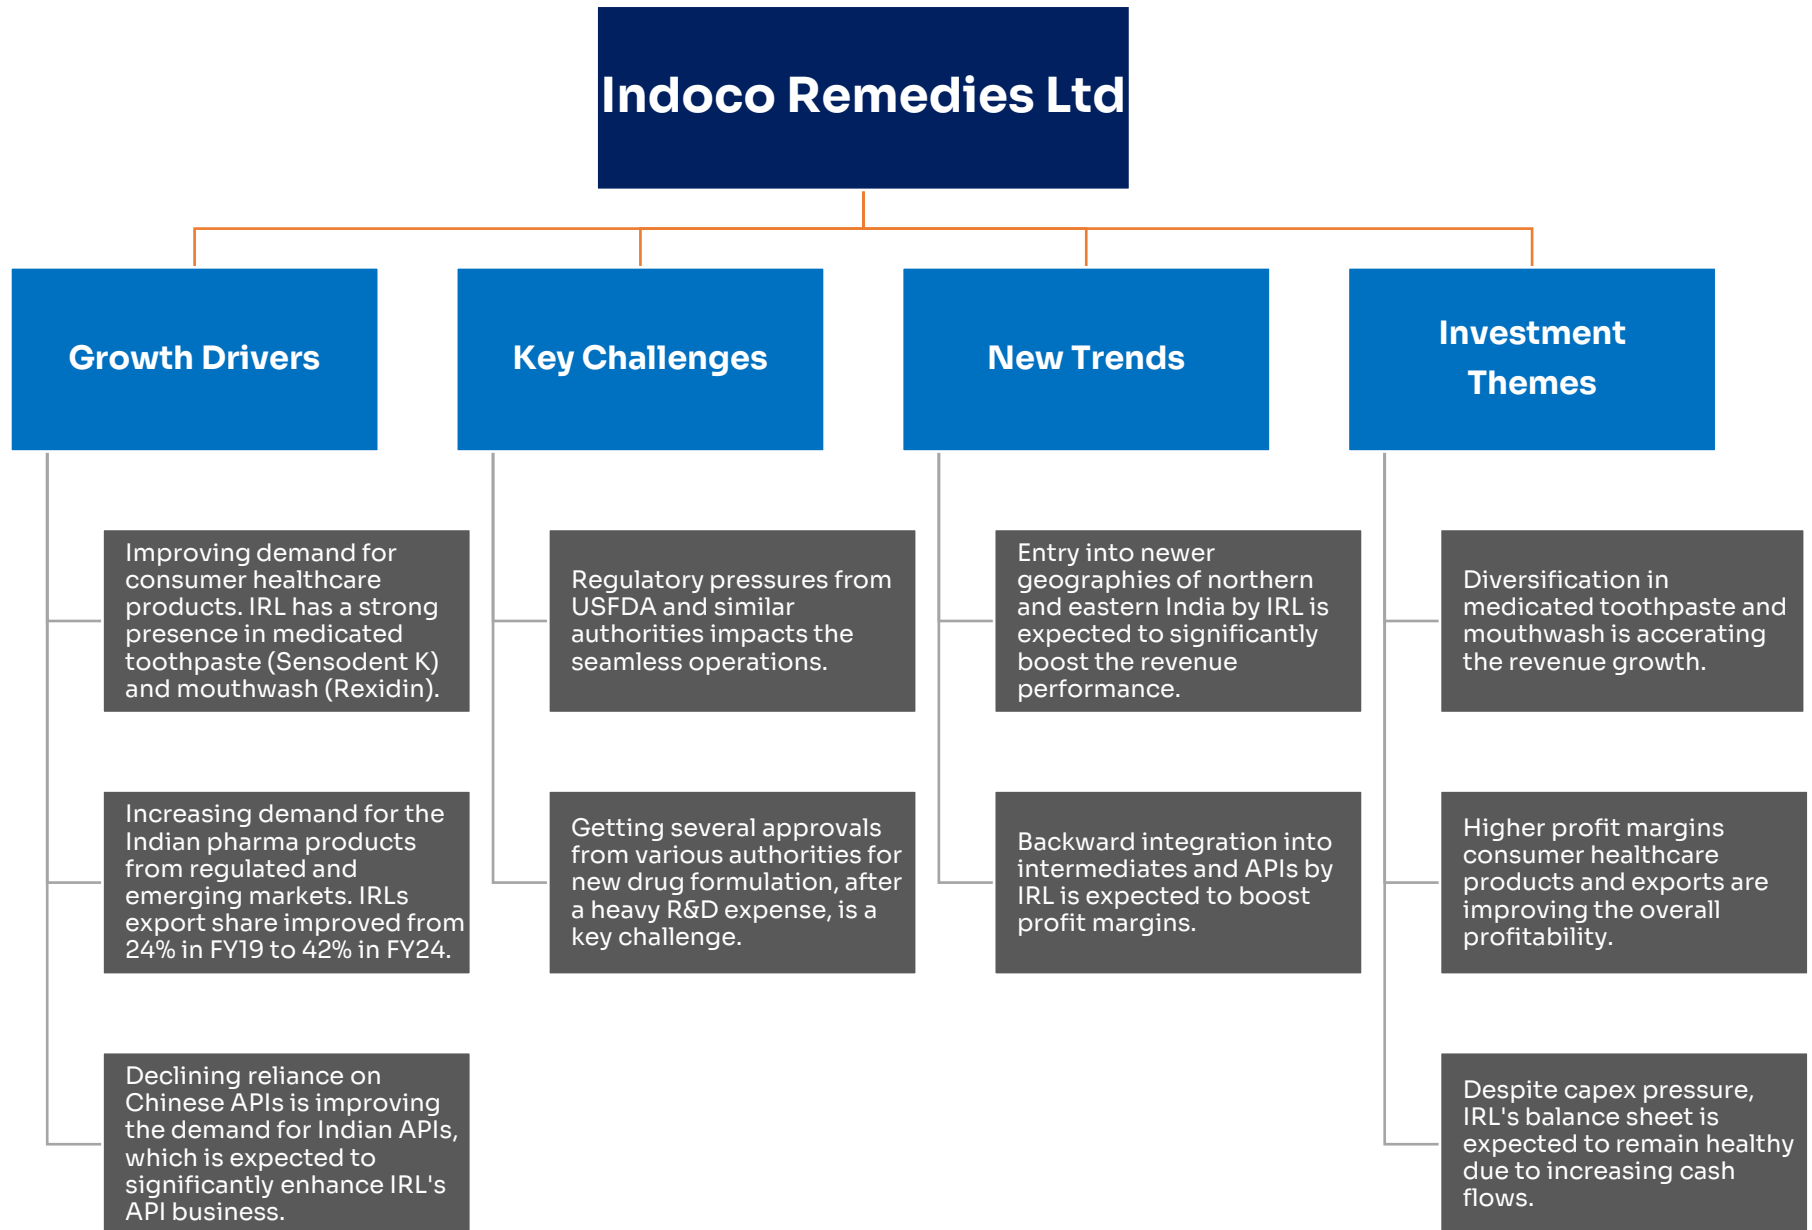 Indoco Remedies Ltd
Growth Drivers
Improving demand for
consumer healthcare
products. IRL has a strong
presence in medicated
toothpaste (Sensodent K)
and mouthwash (Rexidin).
Increasing demand for the
Indian pharma products
from regulated and
emerging markets. IRLs
export share improved from
24% in FY19 to 42% in FY24.
Declining reliance on
Chinese APIs is improving
the demand for Indian APIs,
which is expected to
significantly enhance IRL's
API business.
Key Challenges
Regulatory pressures from
USFDA and similar
authorities impacts the
seamless operations.
Getting several approvals
from various authorities for
new drug formulation, after
a heavy R&D expense, is a
key challenge.
New Trends
Entry into newer
geographies of northern
and eastern India by IRL is
expected to significantly
boost the revenue
performance.
Backward integration into
intermediates and APIs by
IRL is expected to boost
profit margins.
Investment
Themes
Diversification in
medicated toothpaste and
mouthwash is accerating
the revenue growth.
Higher profit margins
consumer healthcare
products and exports are
improving the overall
profitability.
Despite capex pressure,
IRL's balance sheet is
expected to remain healthy
due to increasing cash
flows.